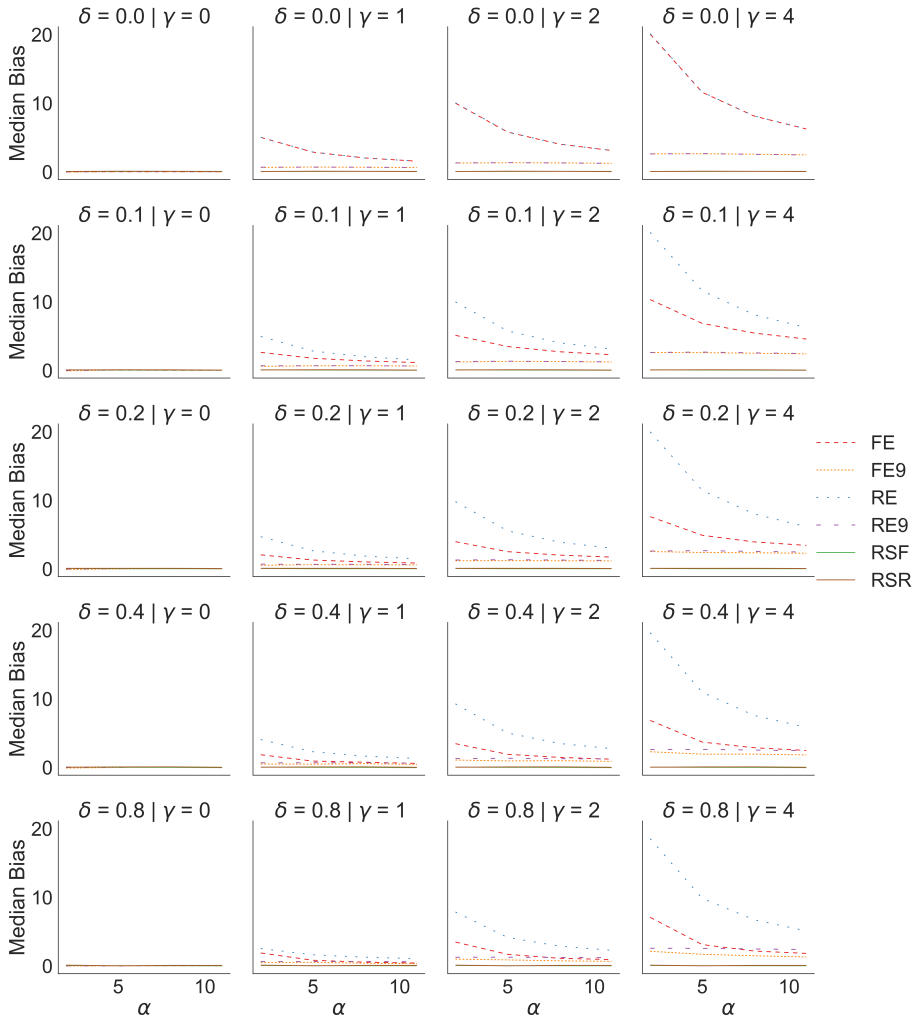 δ = 0.0 | γ = 0
δ = 0.0 | γ = 1
δ = 0.0 | γ = 2
δ = 0.0 | γ = 4
Median Bias
20
10
0
δ = 0.1 | γ = 0
δ = 0.1 | γ = 1
δ = 0.1 | γ = 2
δ = 0.1 | γ = 4
Median Bias
20
10
0
δ = 0.2 | γ = 0
δ = 0.2 | γ = 1
δ = 0.2 | γ = 2
δ = 0.2 | γ = 4
Median Bias
20
10
0
FE
FE9
RE
RE9
RSF
RSR
δ = 0.4 | γ = 0
δ = 0.4 | γ = 1
δ = 0.4 | γ = 2
δ = 0.4 | γ = 4
Median Bias
20
10
0
δ = 0.8 | γ = 0
δ = 0.8 | γ = 1
δ = 0.8 | γ = 2
δ = 0.8 | γ = 4
Median Bias
20
10
0
5 10
α
5 10
α
5 10
α
5 10
α